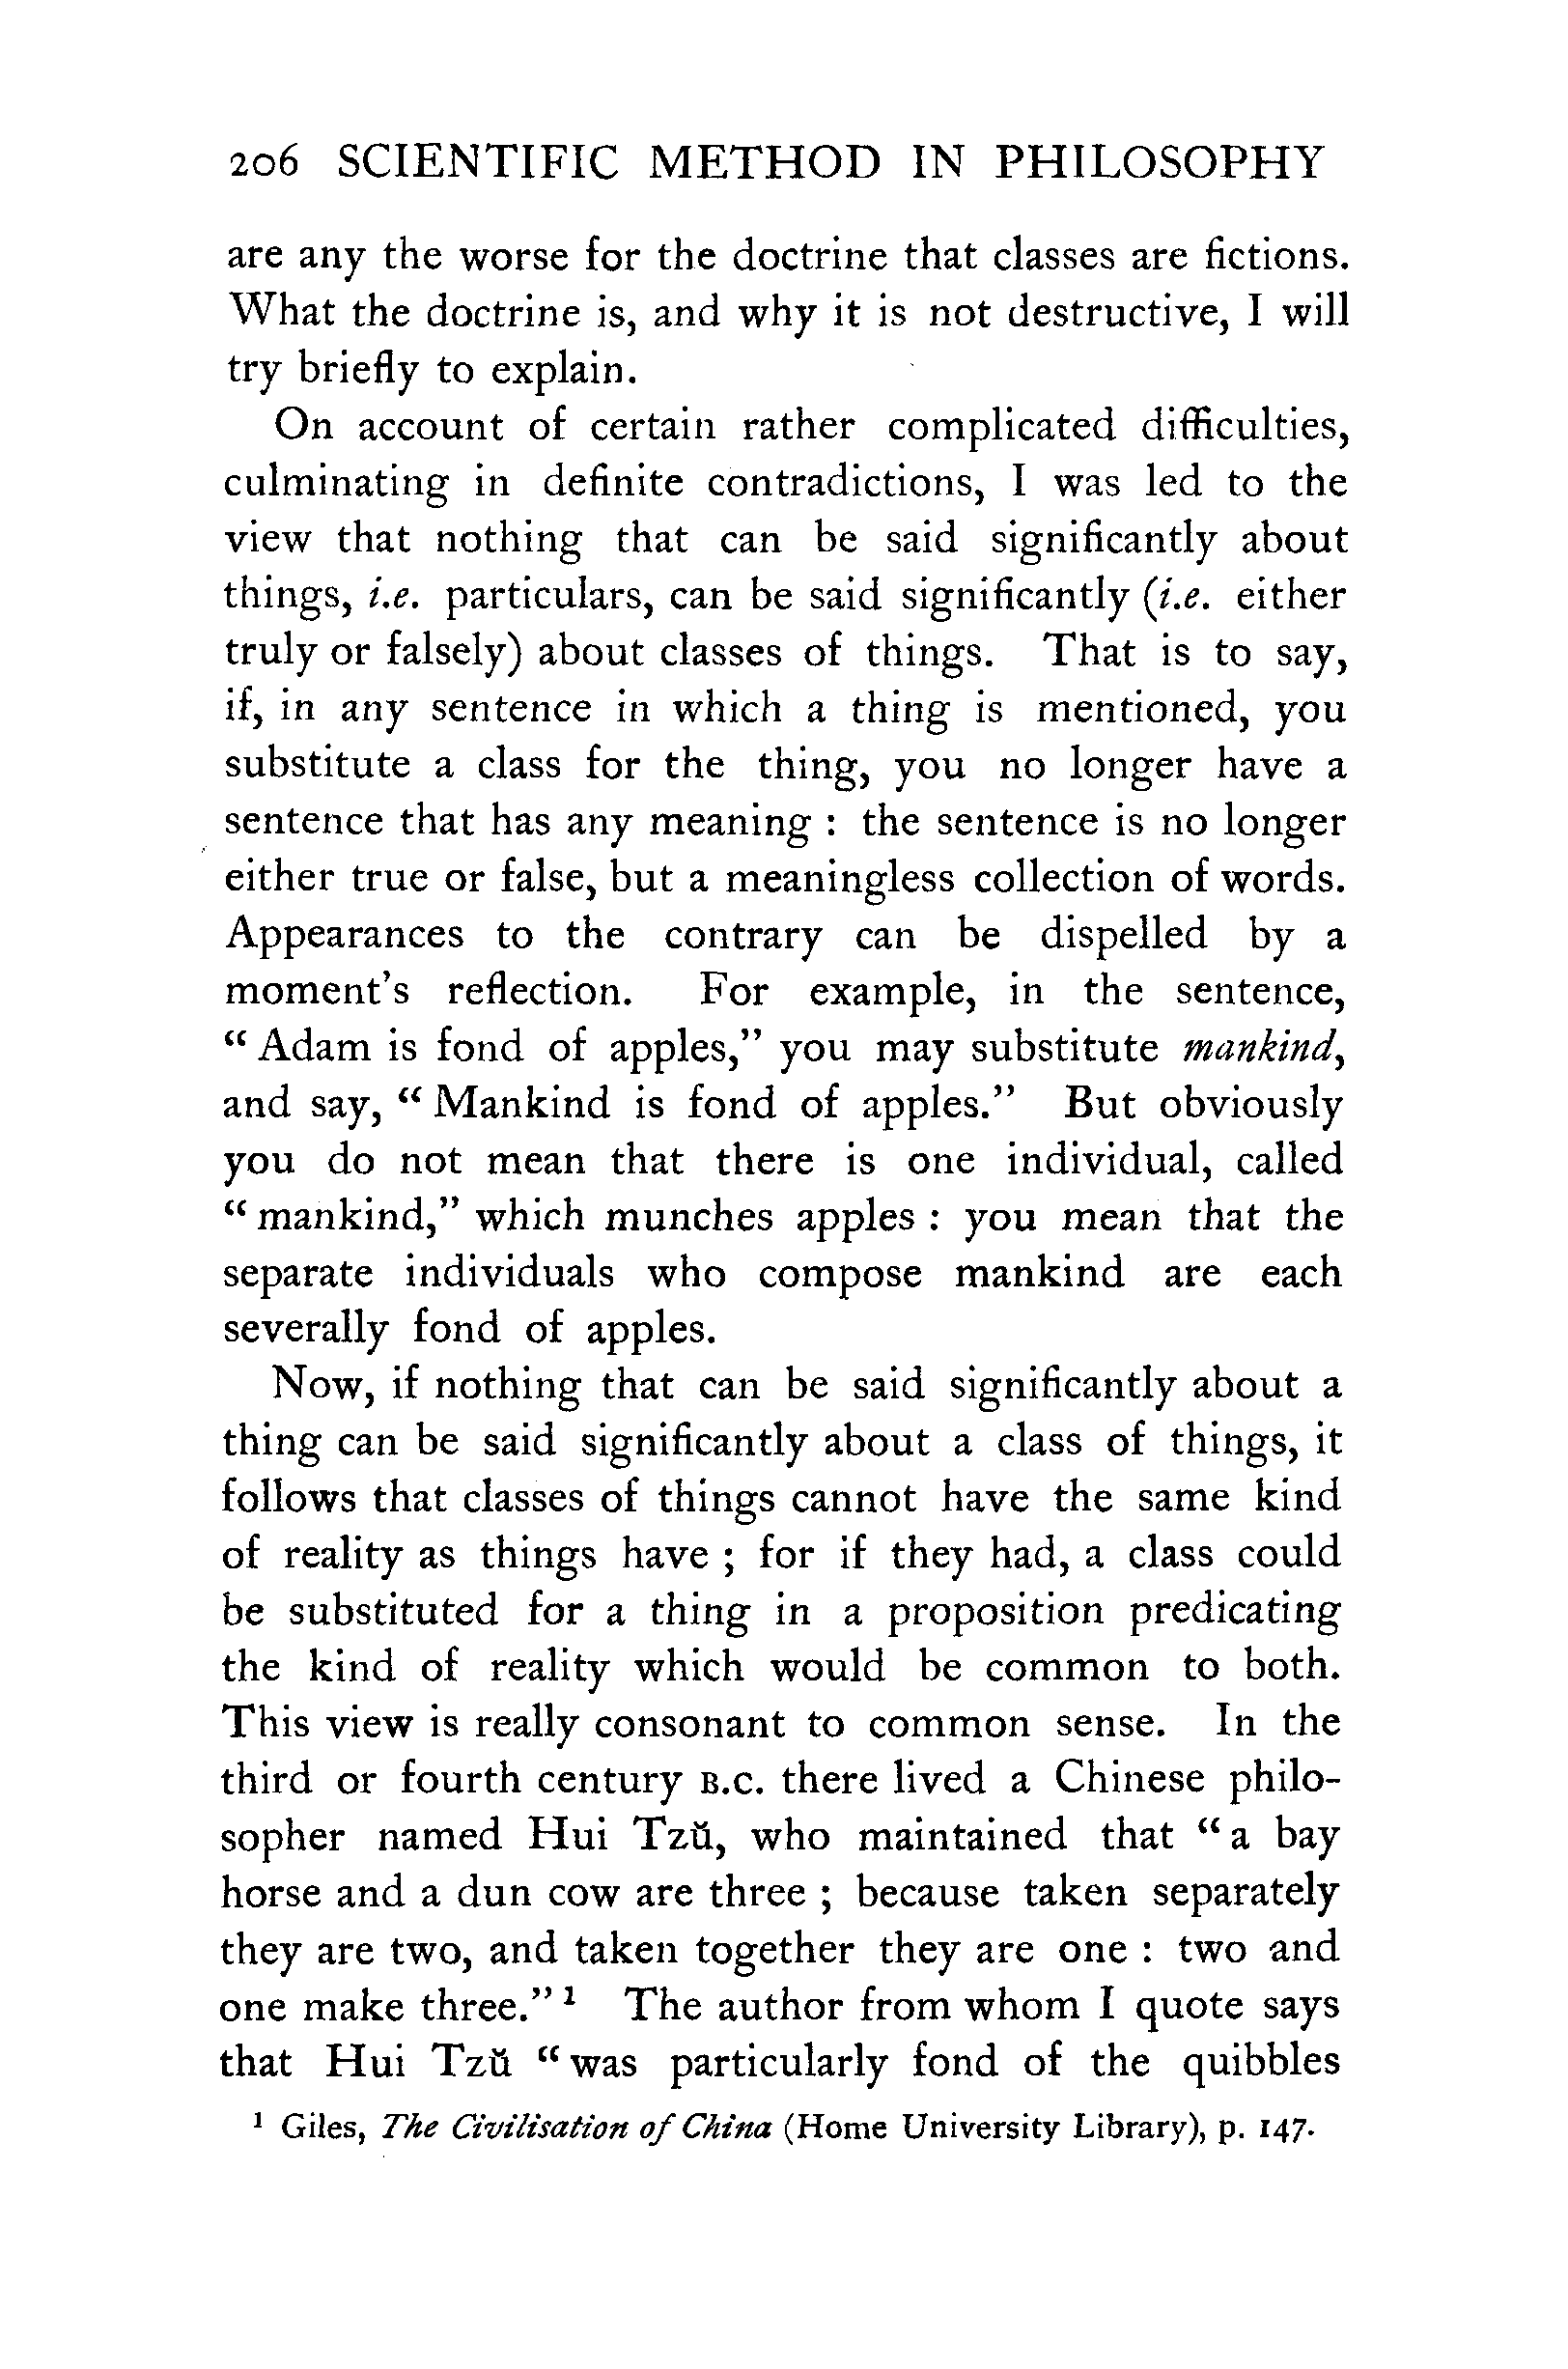 206 SCIENTIFIC METHOD IN PHILOSOPHY
are any the worse for the doctrine that classes are fictions.
What the doctrine is, and why it is not destructive, I will
try briefly to explain.
On account of certain rather complicated difficulties,
culminating in definite contradictions, I was led to the
view that nothing that can be said significantly about
things, i.e. particulars, can be said significantly (i.e. either
truly or falsely) about classes of things. That is to say,
if, in any sentence in which a thing is mentioned, you
substitute a class for the thing, you no longer have a
sentence that has any meaning : the sentence is no longer
either true or false, but a meaningless collection of words.
Appearances to the contrary can be dispelled by a
moment's reflection. For example, in the sentence,
“ Adam is fond of apples,” you may substitute mankind,
and say, “ Mankind is fond of apples.” But obviously
you do not mean that there is one individual, called
“ mankind,” which munches apples : you mean that the
separate individuals who compose mankind are each
severally fond of apples.
Now, if nothing that can be said significantly about a
thing can be said significantly about a class of things, it
follows that classes of things cannot have the same kind
of reality as things have ; for if they had, a class could
be substituted for a thing in a proposition predicating
the kind of reality which would be common to both.
This view is really consonant to common sense. In the
third or fourth century B.C. there lived a Chinese philo-
sopher named Hui Tzŭ, who maintained that “ a bay
horse and a dun cow are three ; because taken separately
they are two, and taken together they are one : two and
one make three.” ¹ The author from whom I quote says
that Hui Tzŭ “ was particularly fond of the quibbles
¹ Giles, The Civilisation of China (Home University Library), p. 147.